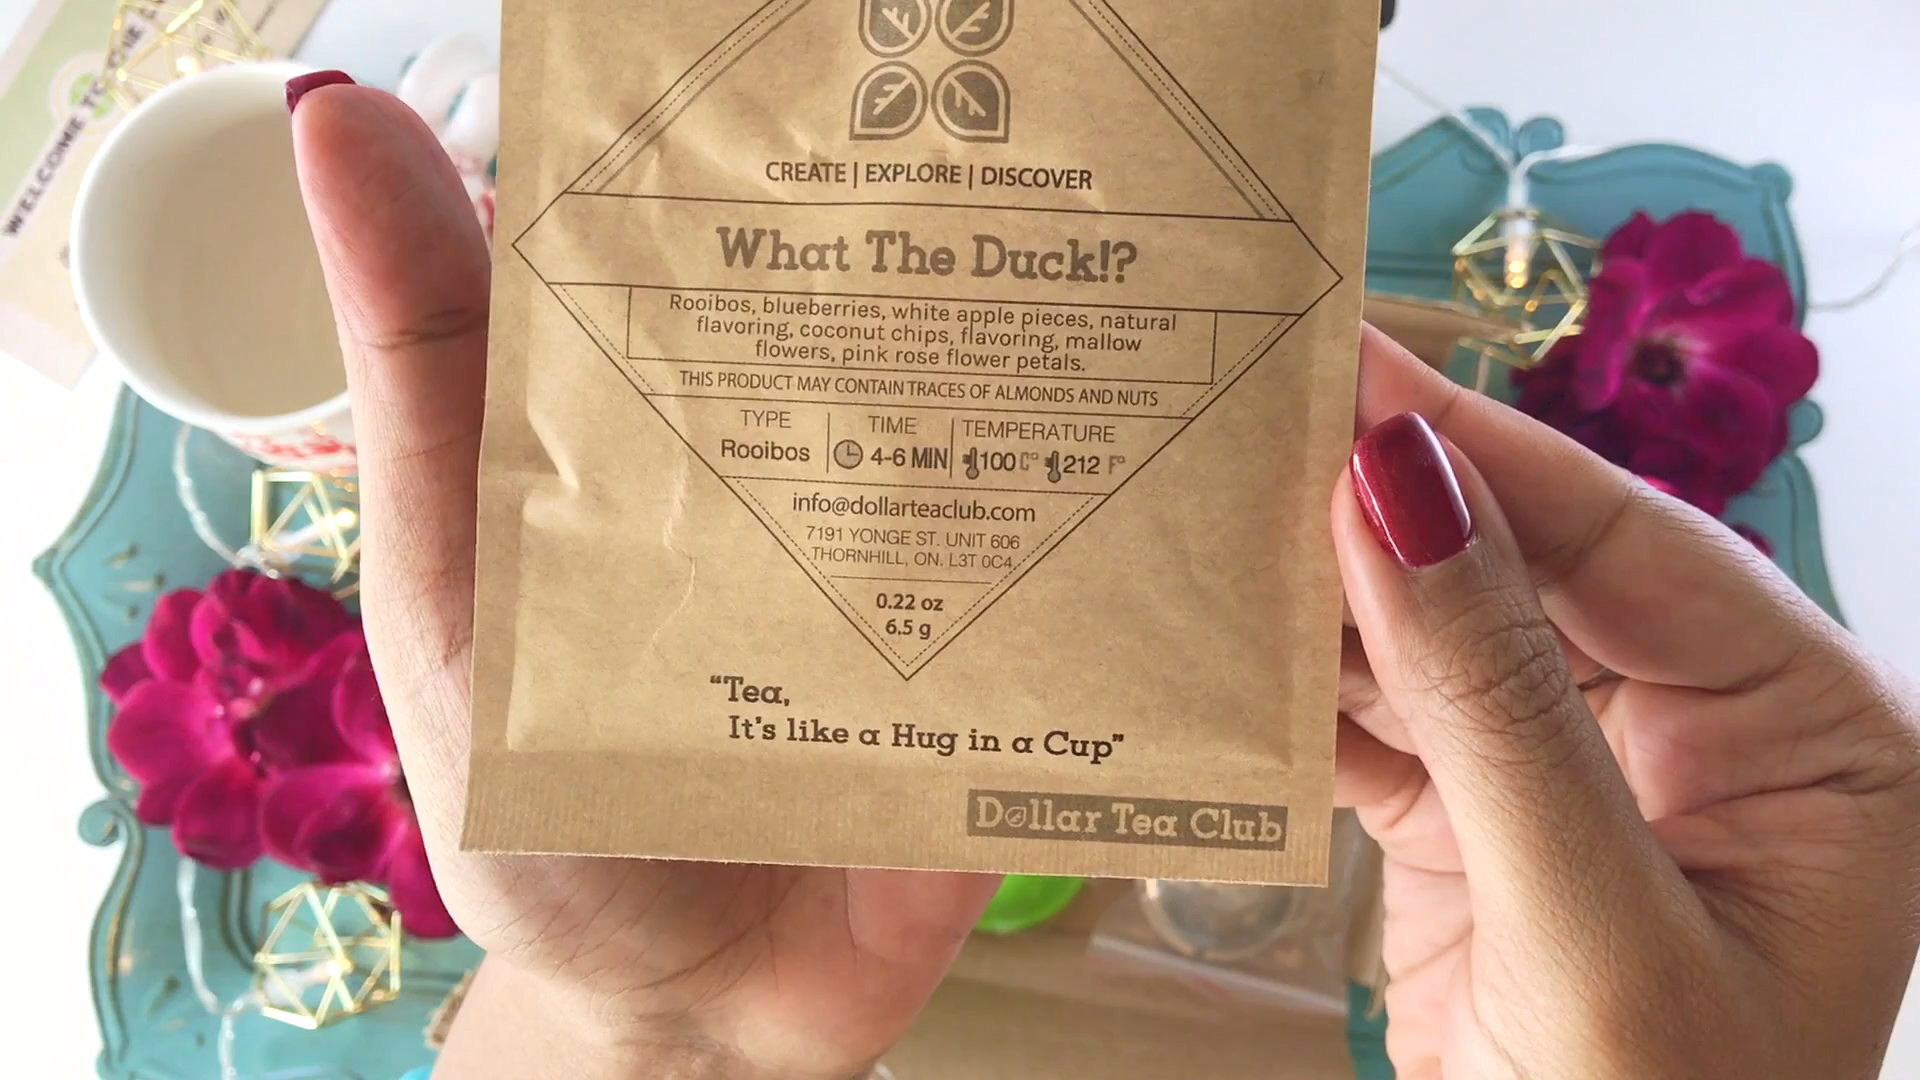 WELCOME TO
CREATE | EXPLORE | DISCOVER
What The Duck!?
Rooibos, blueberries, white apple pieces, natural
flavoring, coconut chips, flavoring, mallow
flowers, pink rose flower petals.
THIS PRODUCT MAY CONTAIN TRACES OF ALMONDS AND NUTS
TYPE TIME TEMPERATURE
Rooibos 4-6 MIN 100 C° 212 F°
info@dollarteaclub.com
7191 YONGE ST. UNIT 606
THORNHILL, ON. L3T 0C4
0.22 oz
6.5 g
“Tea,
It's like a Hug in a Cup”
Dollar Tea Club